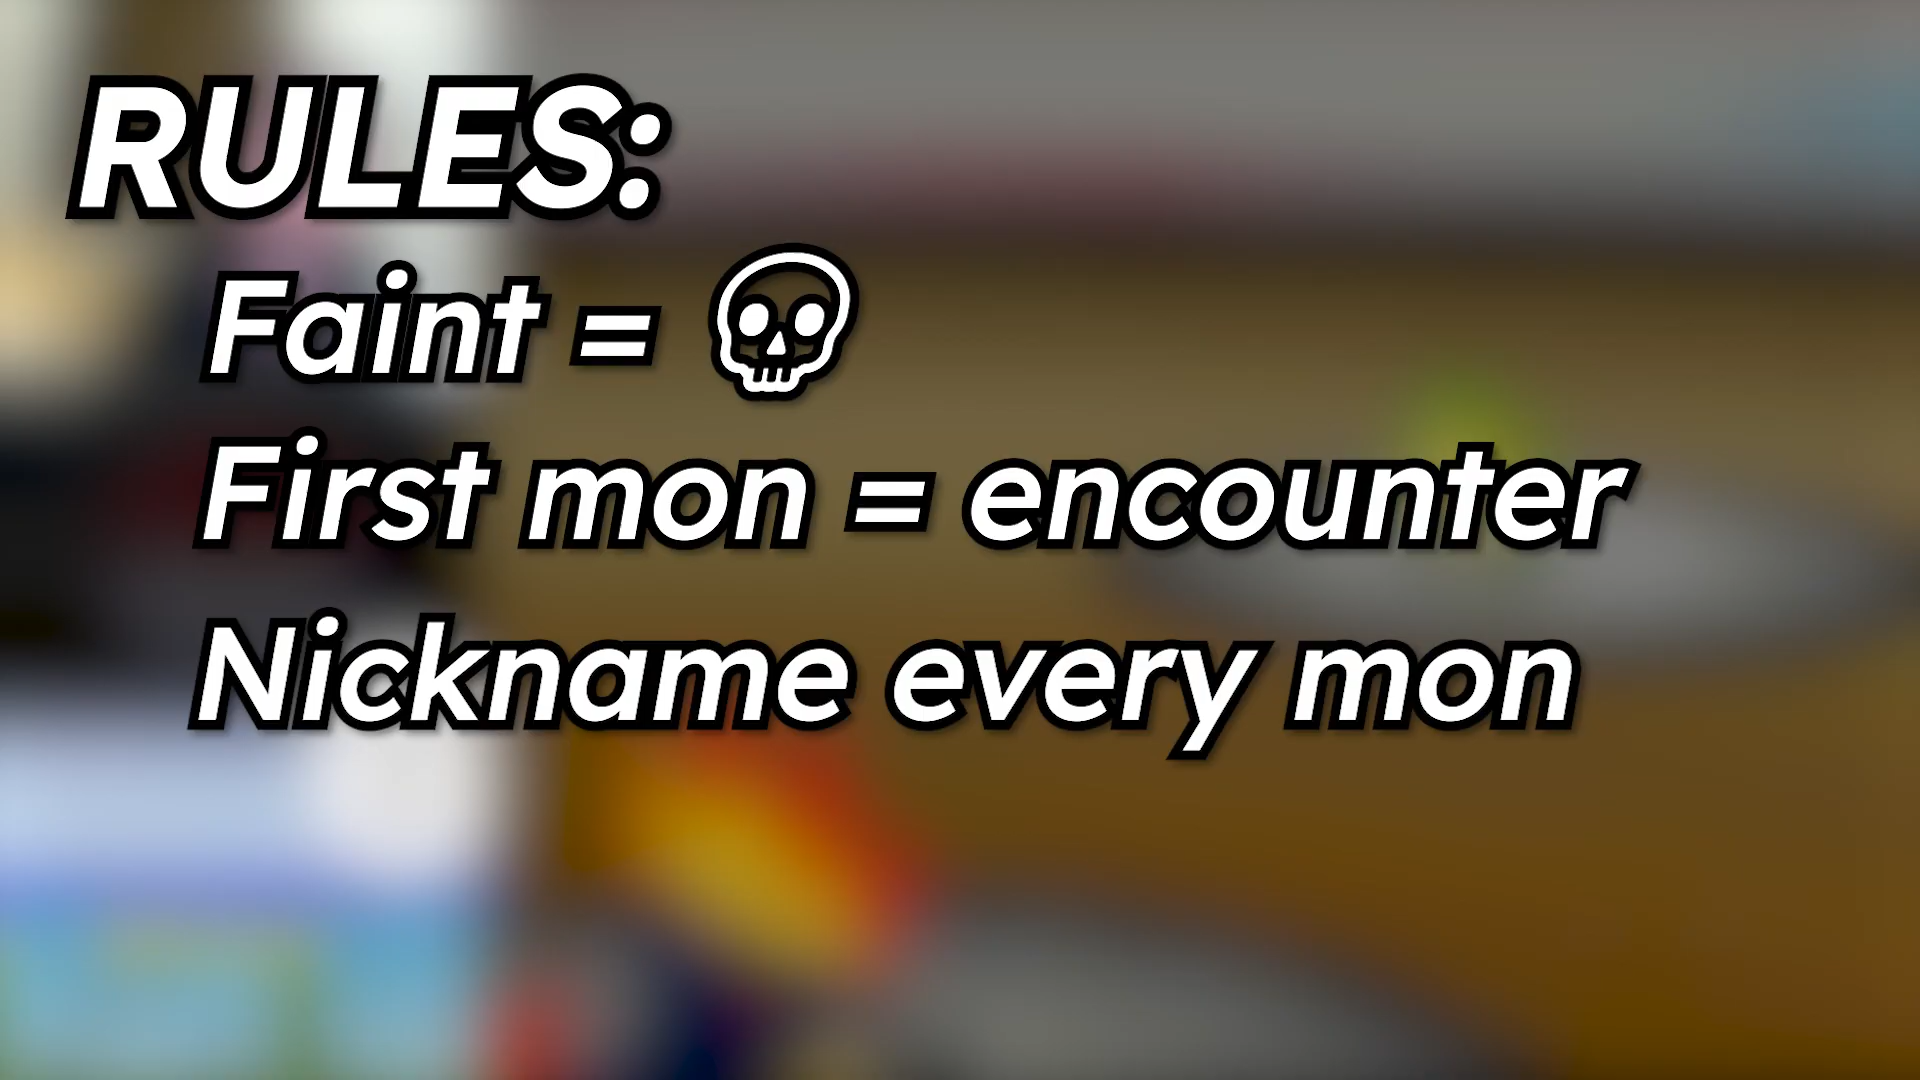 RULES:
Faint = 💀
First mon = encounter
Nickname every mon